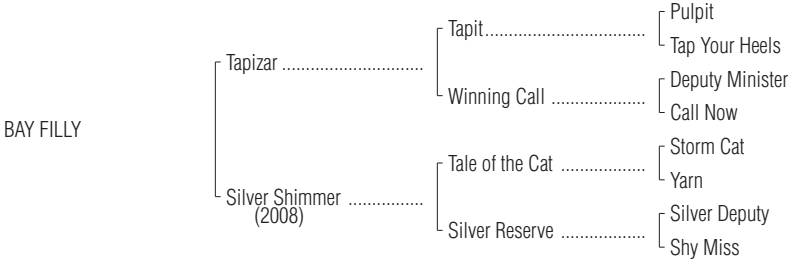 Pulpit
Tapit..................................
Tap Your Heels
Tapizar ..............................
Deputy Minister
Winning Call ....................
Call Now
BAY FILLY
Storm Cat
Tale of the Cat ..................
Yarn
Silver Shimmer ................
(2008)
Silver Deputy
Silver Reserve ..................
Shy Miss